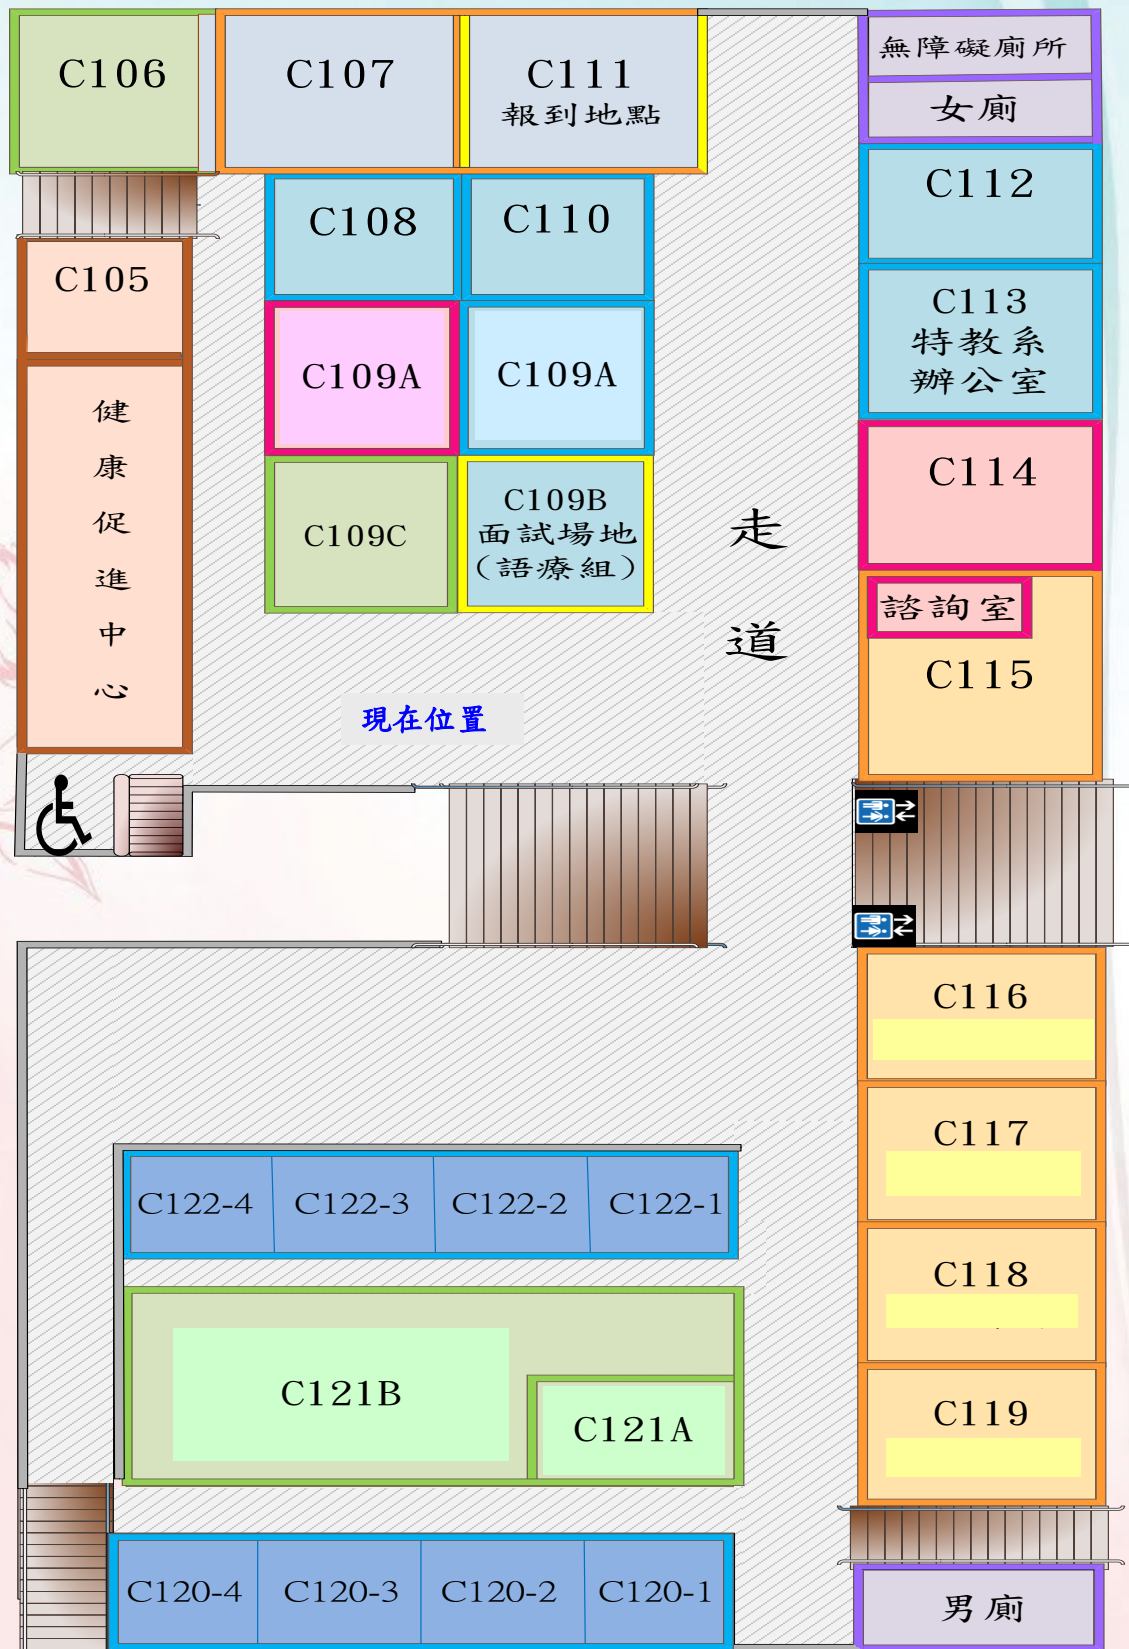 C106
C107
C111
報到地點
無障礙廁所
女廁
C108
C110
C112
C105
C109A
C109A
C113
特教系
辦公室
健
康
促
進
中
心
C109C
C109B
面試場地
(語療組)
走
道
C114
諮詢室
C115
現在位置
C116
C117
C118
C119
C122-4
C122-3
C122-2
C122-1
C121B
C121A
C120-4
C120-3
C120-2
C120-1
男廁